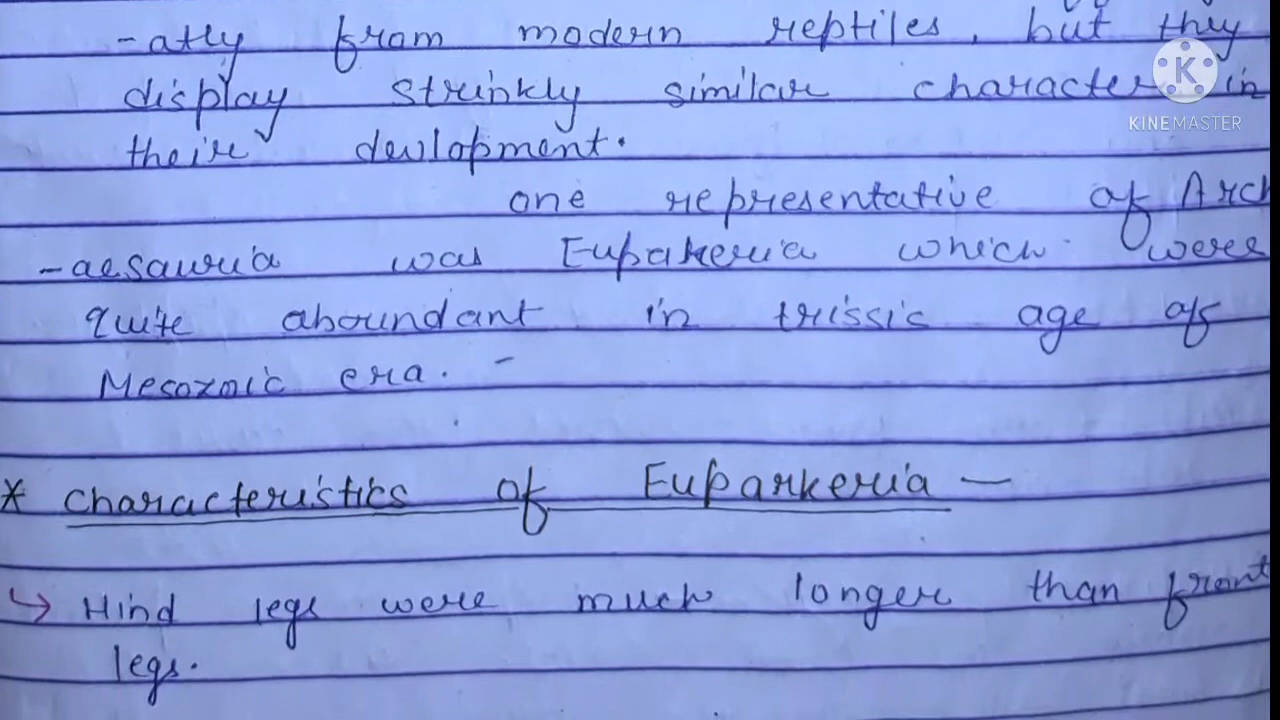 -atly from modern reptiles, but they
display strinkly similar character in
their devlopment.
one representative of Arch
-aesauria was Eupakeria which were
quite aboundant in trissic age of
Mesozoic era. -
* Characteristics of Euparkeria —
↳ Hind legs were much longer than front
legs.
K
KINEMASTER